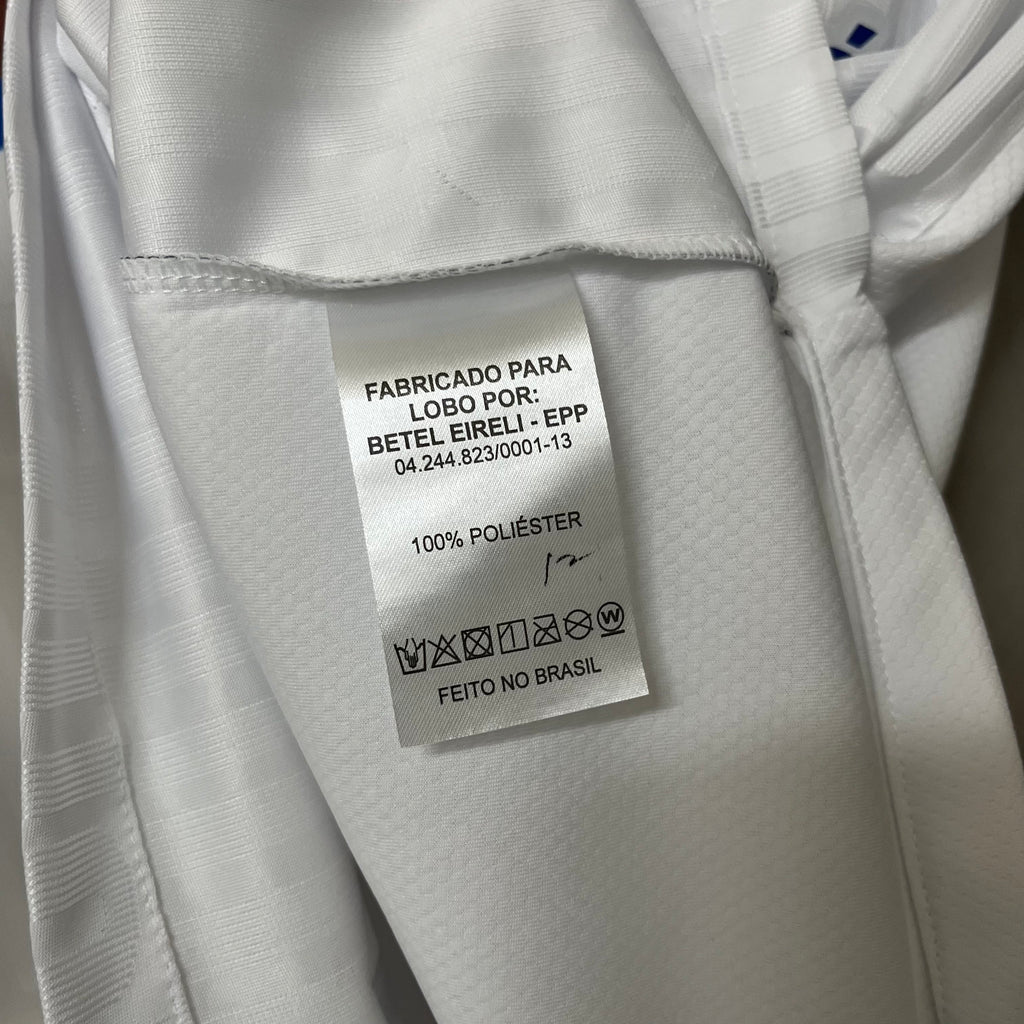 FABRICADO PARA
LOBO POR:
BETEL EIRELI - EPP
04.244.823/0001-13
100% POLIÉSTER
W
FEITO NO BRASIL